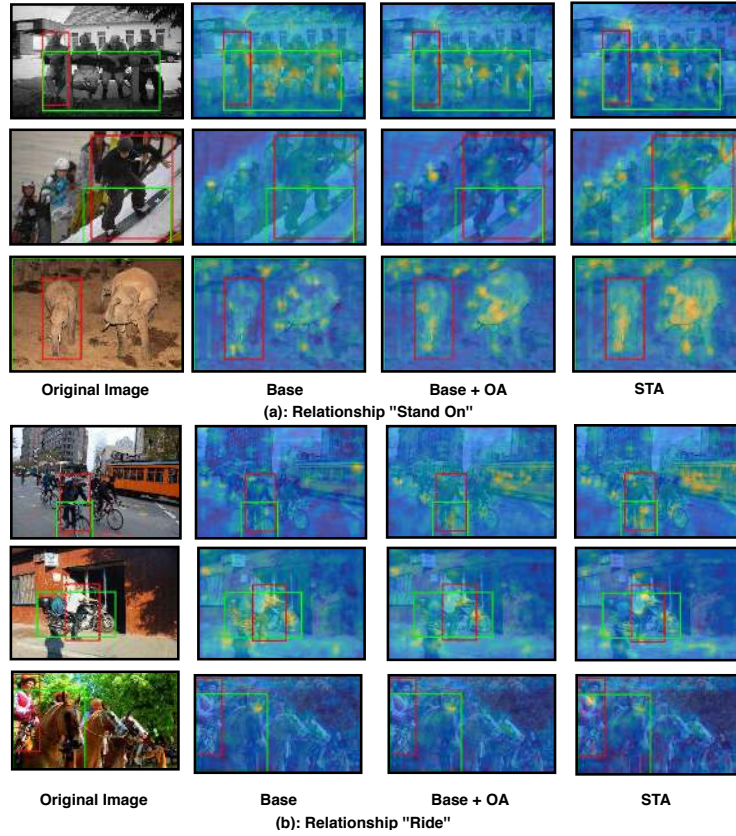 Original Image Base Base + OA STA
(a): Relationship "Stand On"
Original Image Base Base + OA STA
(b): Relationship "Ride"